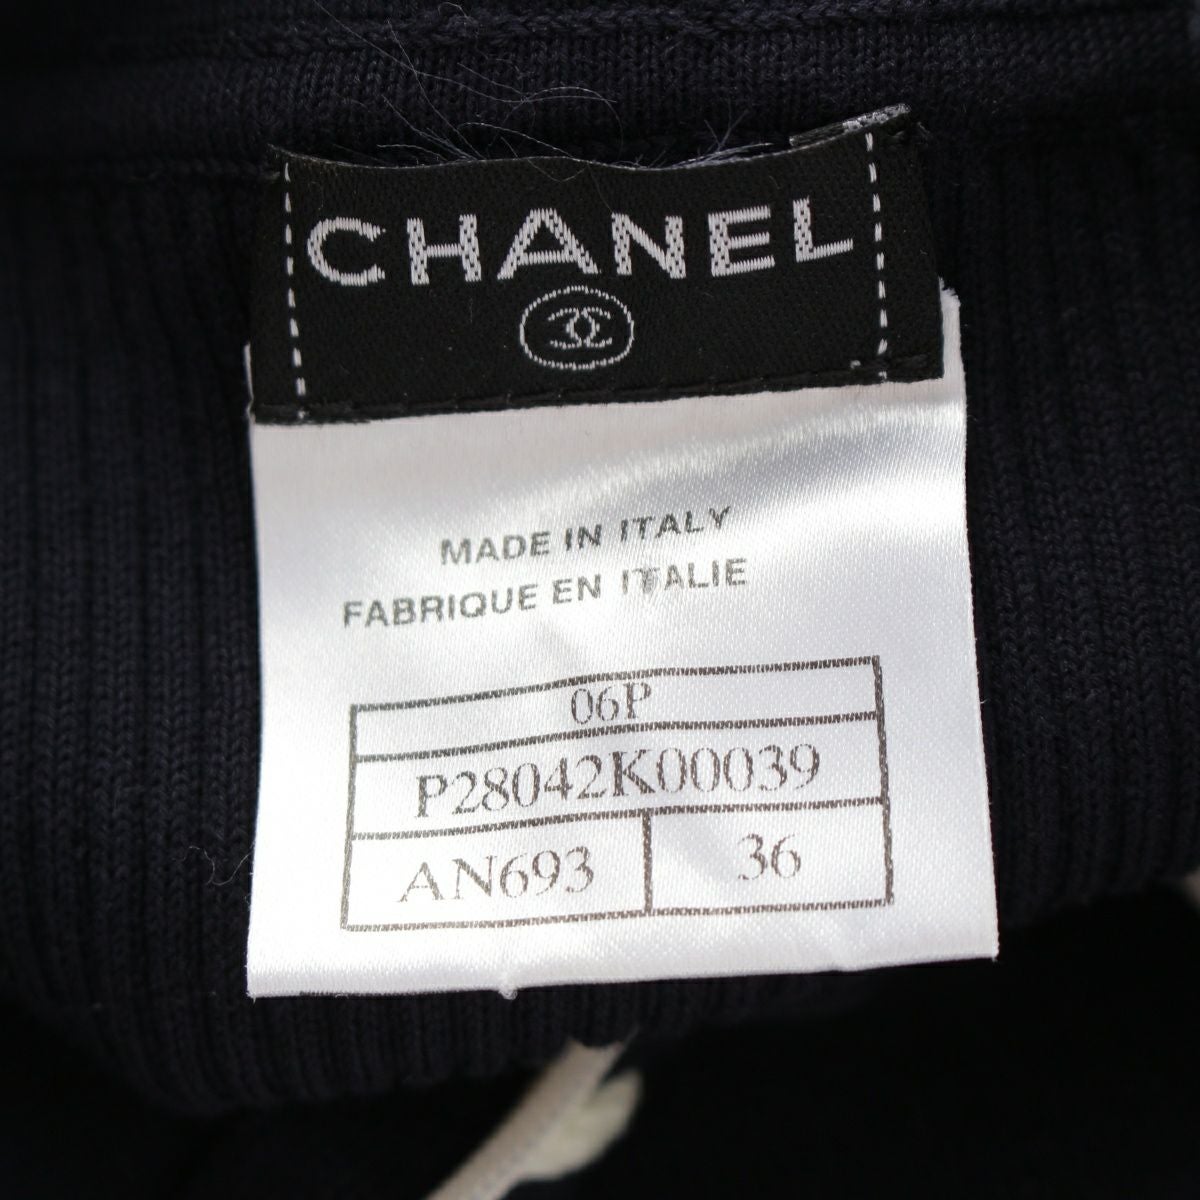 CHANEL
MADE IN ITALY
FABRIQUE EN ITALIE
06P
P28042K00039
AN693 36